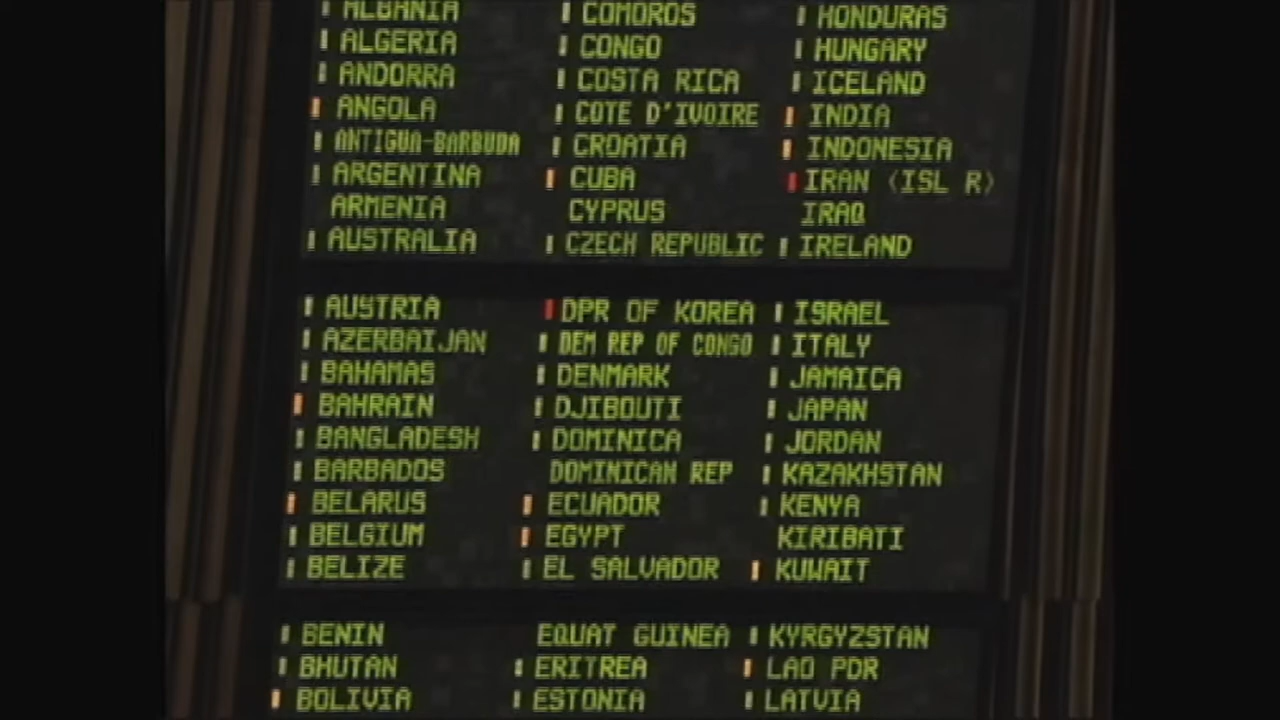 ALBANIA
ALGERIA
ANDORRA
ANGOLA
ANTIGUA-BARBUDA
ARGENTINA
ARMENIA
AUSTRALIA
AUSTRIA
AZERBAIJAN
BAHAMAS
BAHRAIN
BANGLADESH
BARBADOS
BELARUS
BELGIUM
BELIZE
BENIN
BHUTAN
BOLIVIA
COMOROS
CONGO
COSTA RICA
COTE D'IVOIRE
CROATIA
CUBA
CYPRUS
CZECH REPUBLIC
DPR OF KOREA
DEM REP OF CONGO
DENMARK
DJIBOUTI
DOMINICA
DOMINICAN REP
ECUADOR
EGYPT
EL SALVADOR
EQUAT GUINEA
ERITREA
ESTONIA
HONDURAS
HUNGARY
ICELAND
INDIA
INDONESIA
IRAN (ISL R)
IRAQ
IRELAND
ISRAEL
ITALY
JAMAICA
JAPAN
JORDAN
KAZAKHSTAN
KENYA
KIRIBATI
KUWAIT
KYRGYZSTAN
LAO PDR
LATVIA